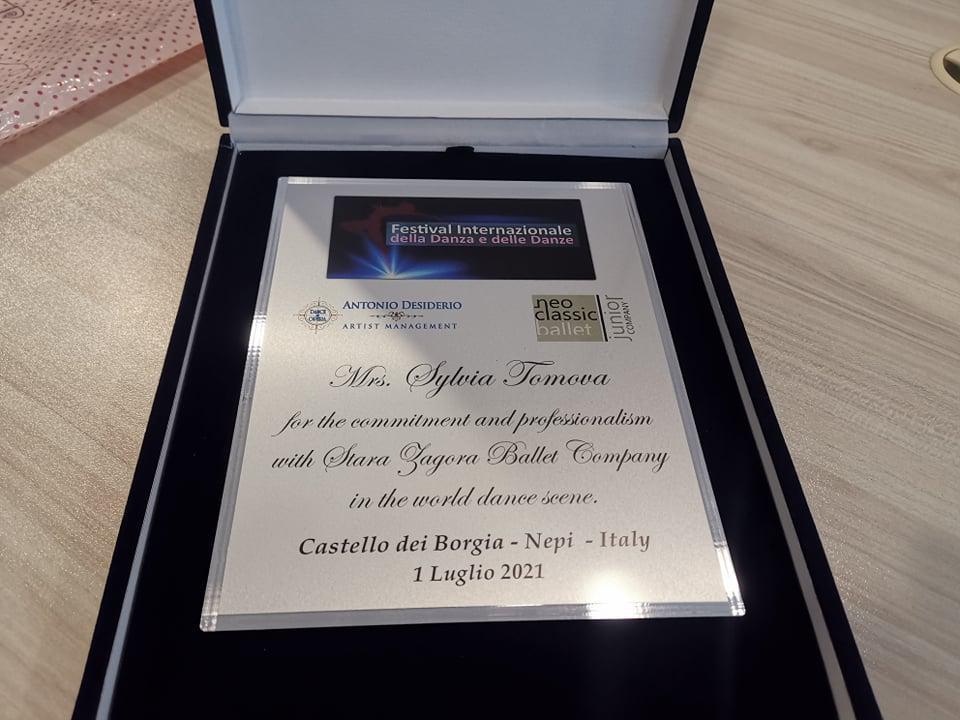 Festival Internazionale
della Danza e delle Danze
DANCE
OPERA
ANTONIO DESIDERIO
ARTIST MANAGEMENT
neo
classic
ballet
junior
COMPANY
Mrs. Sylvia Tomova
for the commitment and professionalism
with Stara Zagora Ballet Company
in the world dance scene.
Castello dei Borgia - Nepi - Italy
1 Luglio 2021